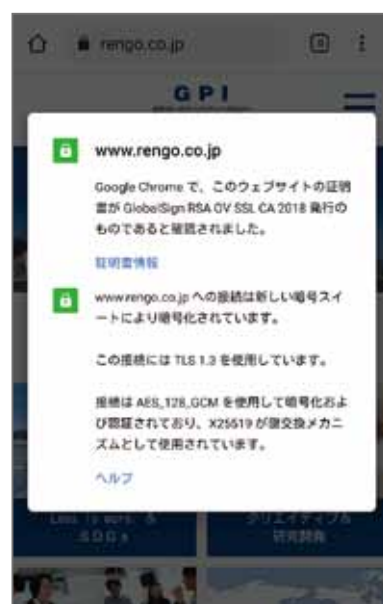 rengo.co.jp
GPI
www.rengo.co.jp
Google Chrome で、このウェブサイトの証明
書が GlobalSign RSA OV SSL CA 2018 発行の
ものであると確認されました。
証明書情報
www.rengo.co.jp への接続は新しい暗号スイ
ートにより暗号化されています。
この接続には TLS 1.3 を使用しています。
接続は AES_128_GCM を使用して暗号化およ
び認証されており、X25519 が鍵交換メカニ
ズムとして使用されています。
ヘルプ
クリエイティブ&
SDGs
研究開発